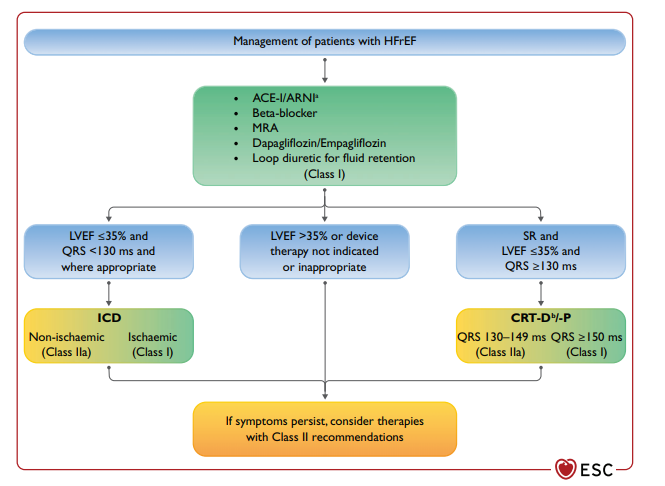 Management of patients with HFrEF
• ACE-I/ARNIᵃ
• Beta-blocker
• MRA
• Dapagliflozin/Empagliflozin
• Loop diuretic for fluid retention
(Class I)
LVEF ≤35% and
QRS <130 ms and
where appropriate
LVEF >35% or device
therapy not indicated
or inappropriate
SR and
LVEF ≤35% and
QRS ≥130 ms
ICD
Non-ischaemic
(Class IIa)
Ischaemic
(Class I)
CRT-Dᵇ/-P
QRS 130–149 ms
(Class IIa)
QRS ≥150 ms
(Class I)
If symptoms persist, consider therapies
with Class II recommendations
ESC